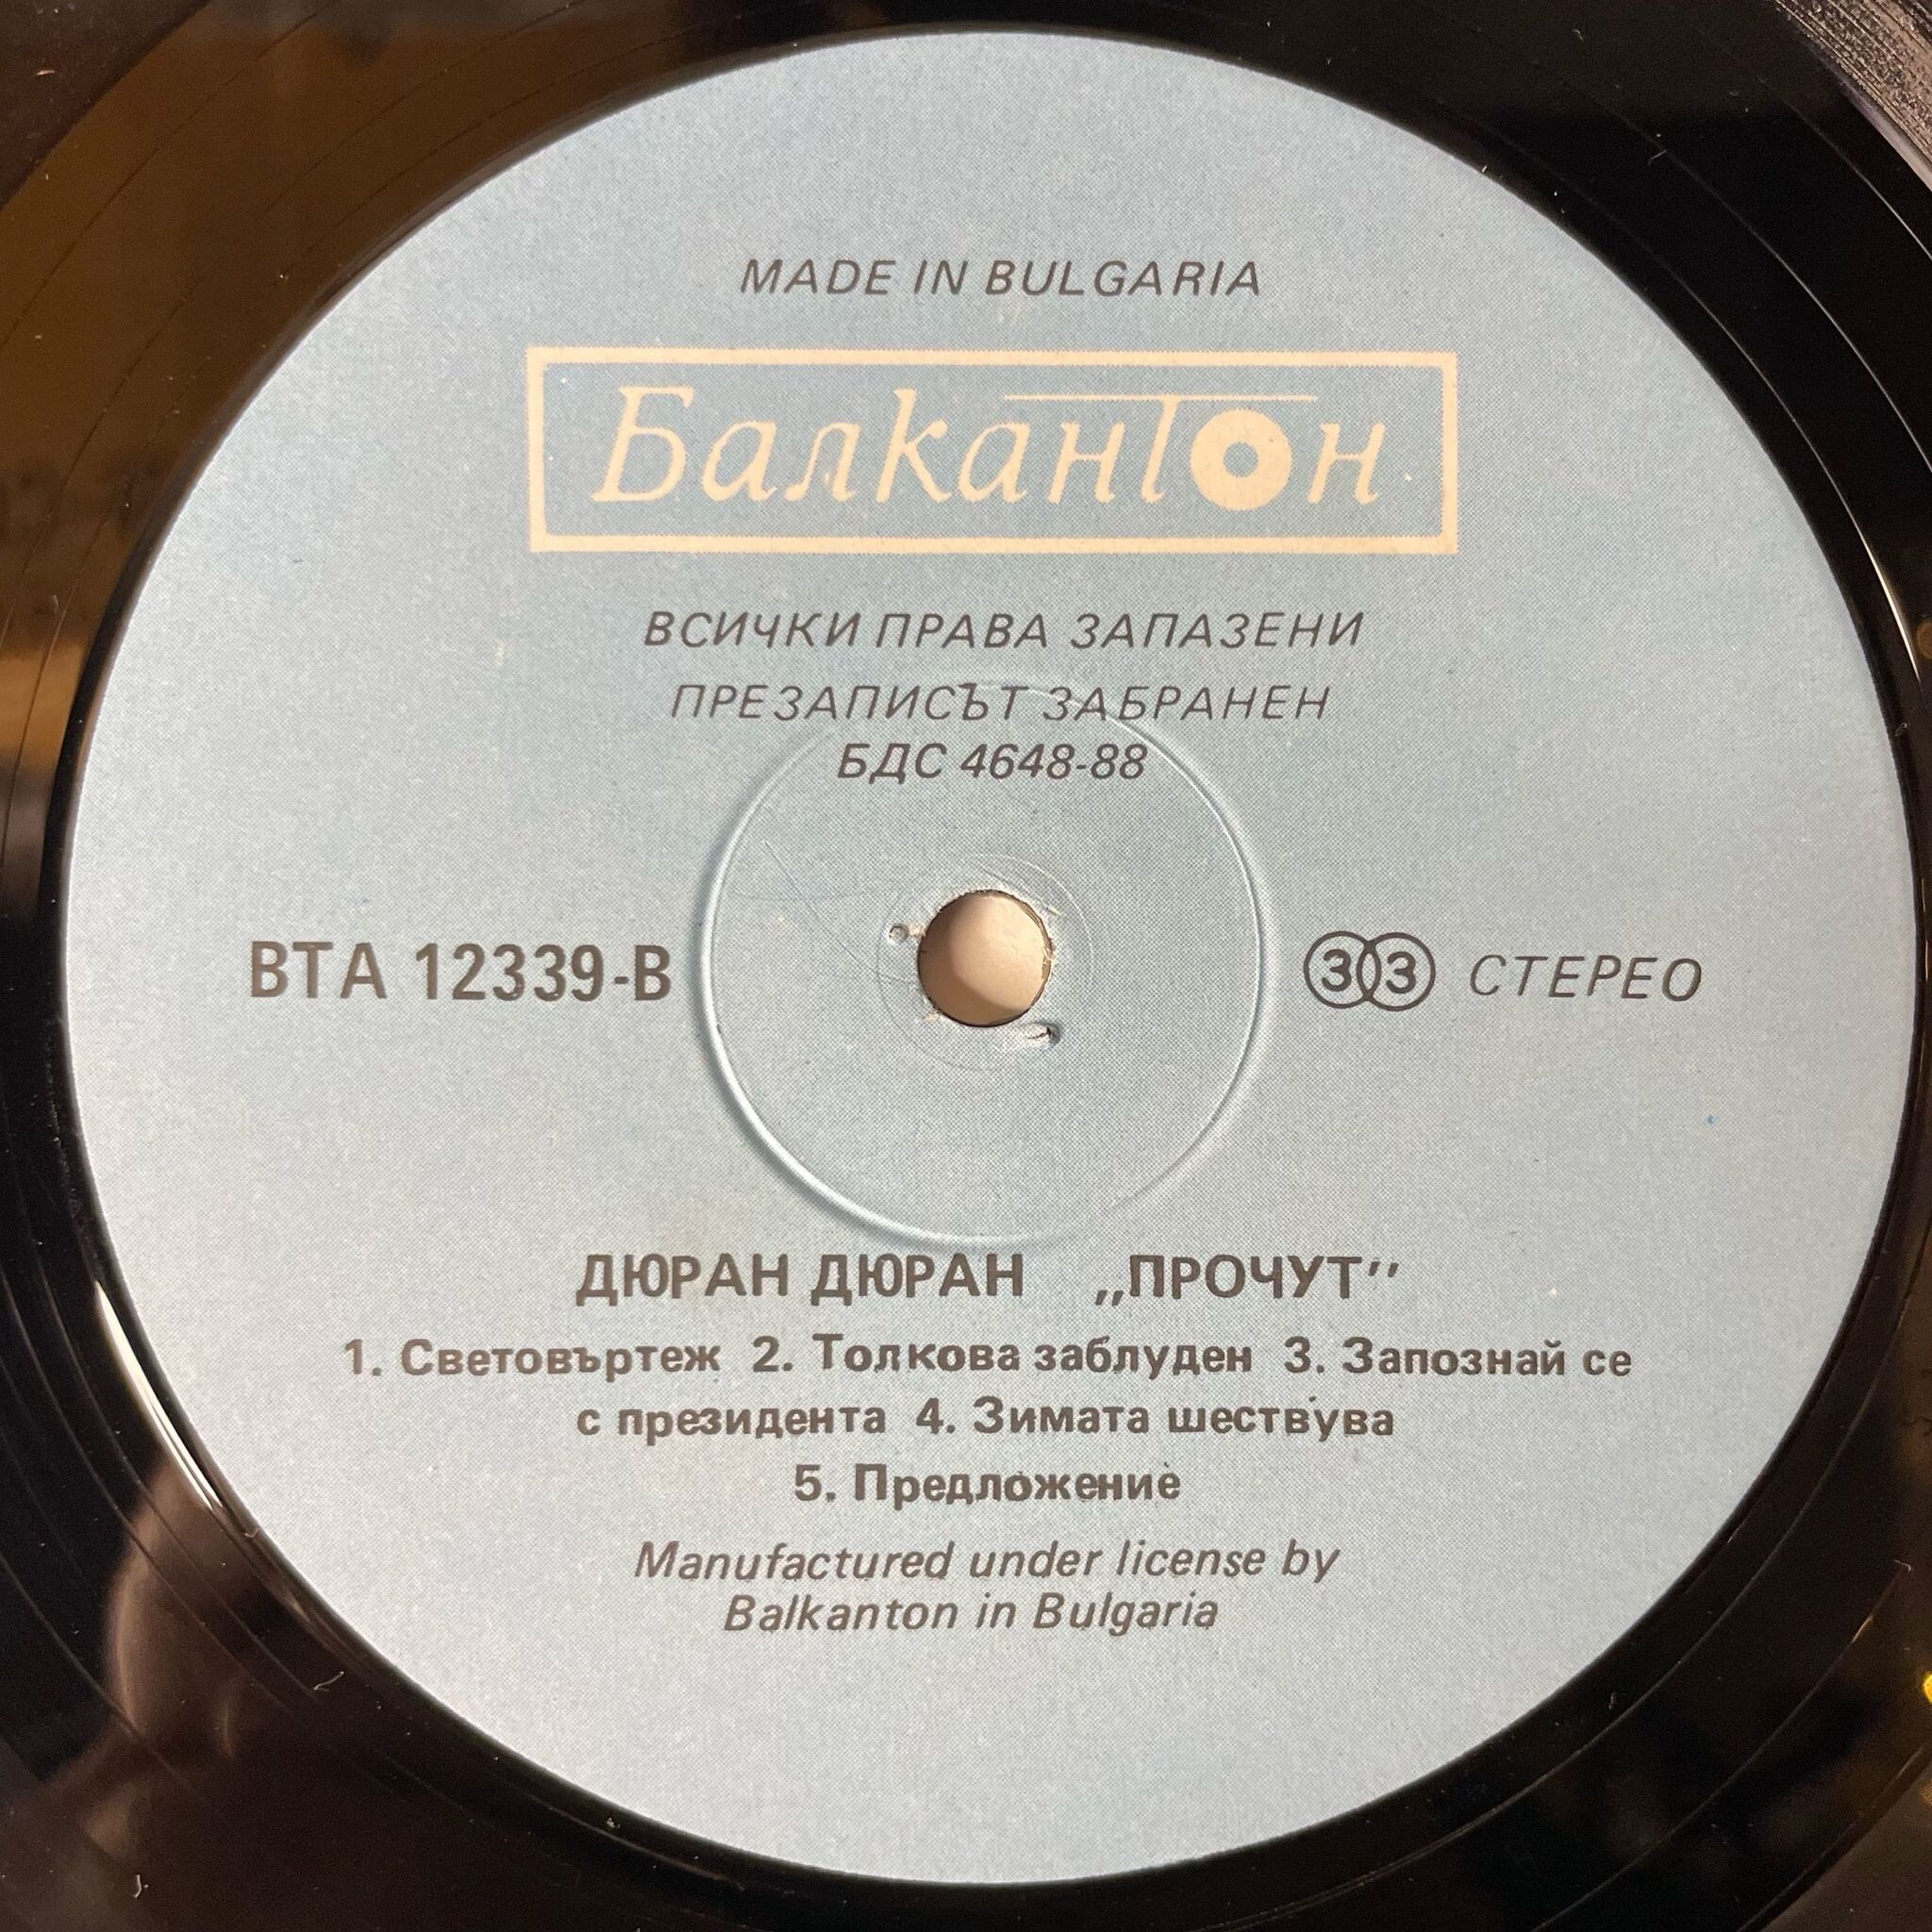 MADE IN BULGARIA
Балкантон
ВСИЧКИ ПРАВА ЗАПАЗЕНИ
ПРЕЗАПИСЪТ ЗАБРАНЕН
БДС 4648-88
ВТА 12339-В
33 СТЕРЕО
ДЮРАН ДЮРАН „ПРОЧУТ”
1. Световъртеж 2. Толкова заблуден 3. Запознай се
с президента 4. Зимата шествува
5. Предложение
Manufactured under license by
Balkanton in Bulgaria